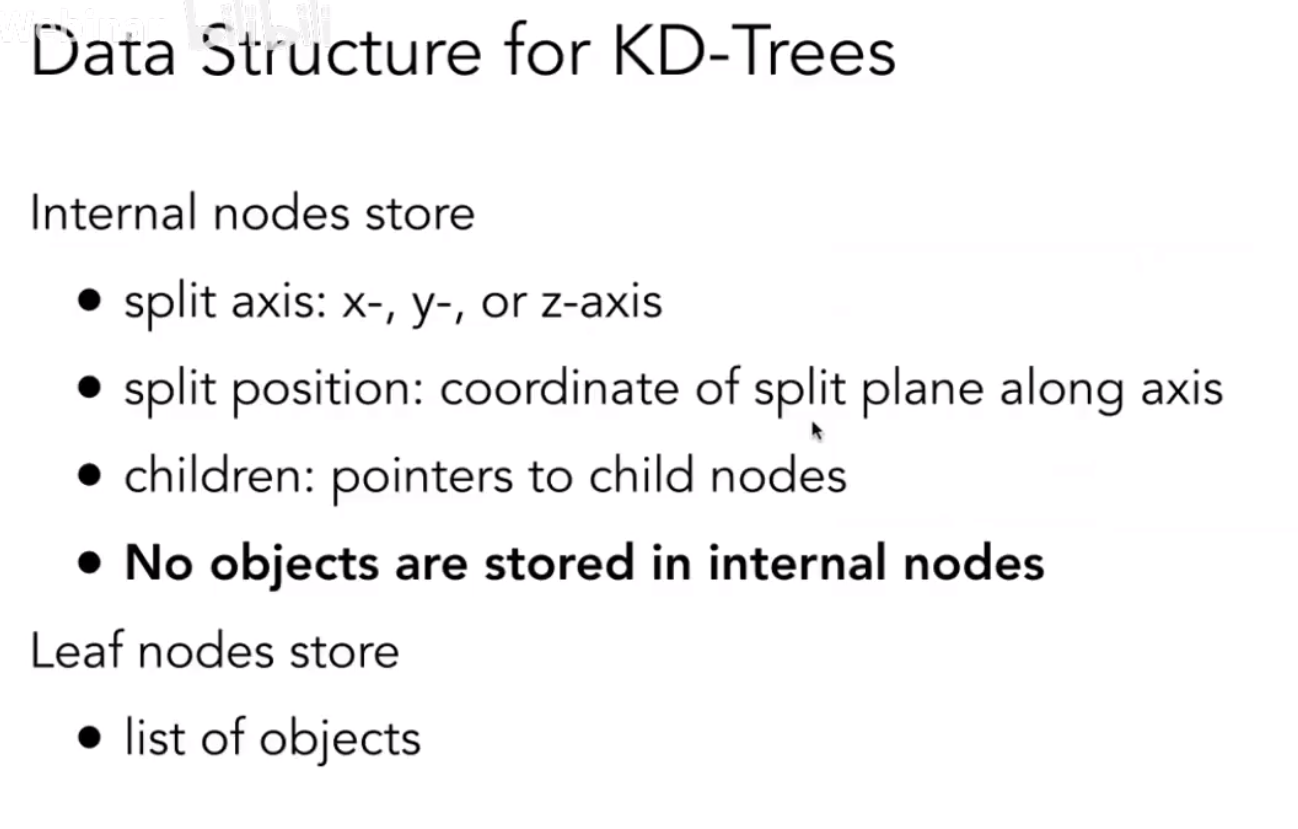 Webinar bilibili
Data Structure for KD-Trees
Internal nodes store
● split axis: x-, y-, or z-axis
● split position: coordinate of split plane along axis
● children: pointers to child nodes
● No objects are stored in internal nodes
Leaf nodes store
● list of objects